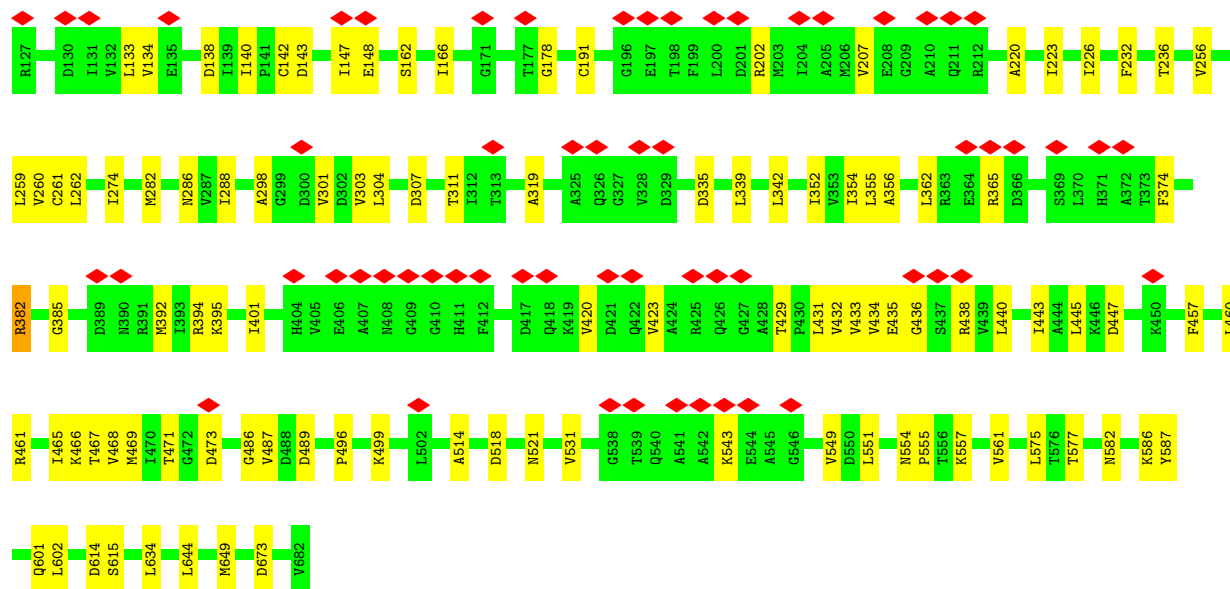 R127 D130 I131 V132 L133 V134 E135 D138 I139 I140 P141 C142 D143 I147 E148 S162 I166 G171 T177 G178 C191 G196 E197 T198 F199 L200 D201 R202 M203 I204 A205 M206 V207 E208 G209 A210 Q211 R212 A220 I223 I226 F232 T236 V256
L259 V260 C261 L262 I274 M282 N286 V287 I288 A298 G299 D300 V301 D302 V303 L304 D307 T311 I312 T313 A319 A325 Q326 G327 V328 D329 D335 L339 L342 I352 V353 I354 L355 A356 L362 R363 E364 R365 D366 S369 L370 H371 A372 T373 F374
R382 G385 D389 N390 R391 M392 I393 R394 K395 I401 H404 V405 E406 A407 N408 G409 G410 H411 F412 D417 Q418 K419 V420 D421 Q422 V423 A424 R425 Q426 G427 A428 T429 P430 L431 V432 V433 V434 E435 G436 S437 R438 V439 L440 I443 A444 L445 K446 D447 K450 F457 L460
R461 I465 K466 T467 V468 M469 I470 T471 G472 D473 G486 V487 D488 D489 P496 K499 L502 A514 D518 N521 V531 G538 T539 Q540 A541 A542 K543 E544 A545 G546 V549 D550 L551 N554 P555 T556 K557 V561 L575 T576 T577 N582 K586 Y587
Q601 L602 D614 S615 L634 L644 M649 D673 V682